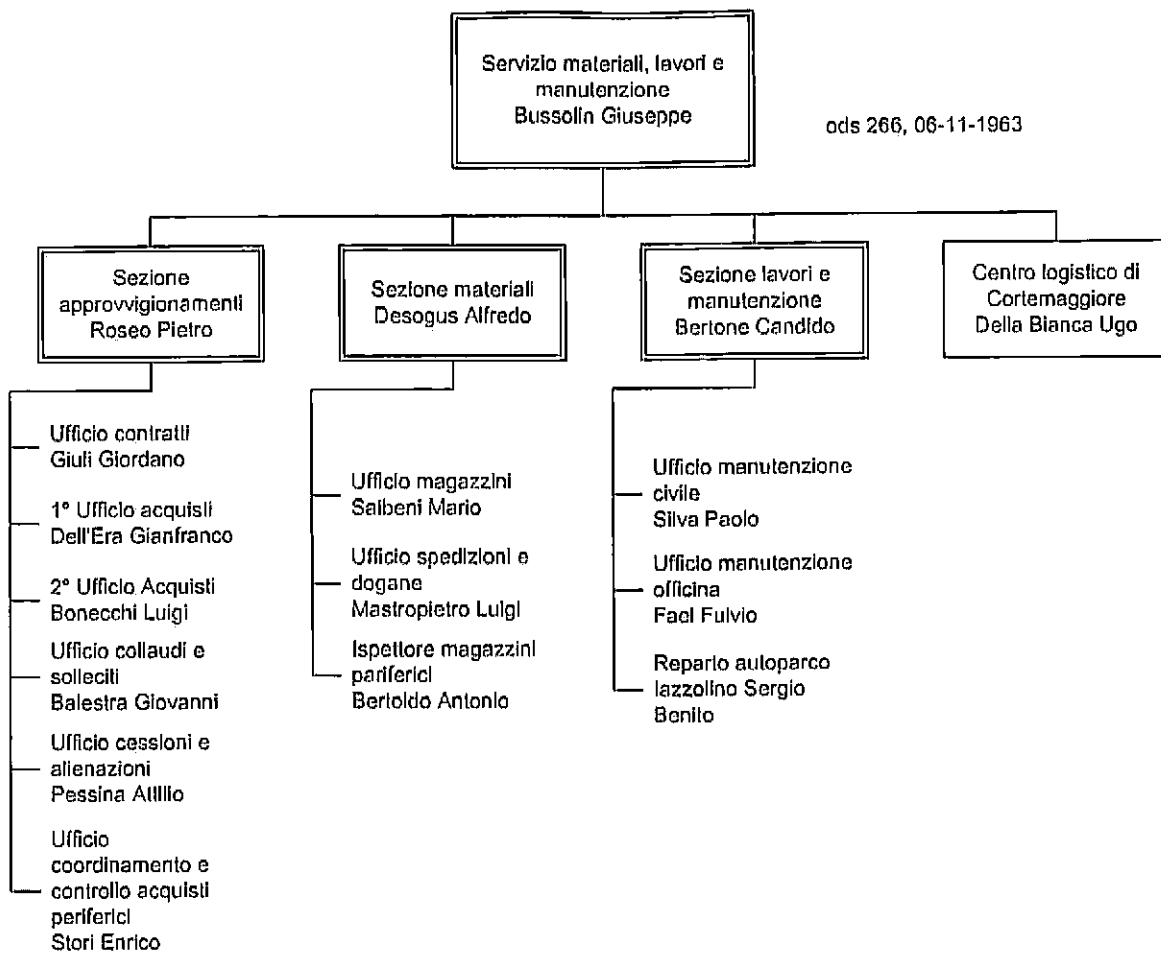 Servizio materiali, lavori e
manutenzione
Bussolin Giuseppe
ods 266, 06-11-1963
Sezione
approvvigionamenti
Roseo Pietro
Sezione materiali
Desogus Alfredo
Sezione lavori e
manutenzione
Bertone Candido
Centro logistico di
Cortemaggiore
Della Bianca Ugo
Ufficio contratti
Giuli Giordano
1° Ufficio acquisti
Dell'Era Gianfranco
2° Ufficio Acquisti
Bonecchi Luigi
Ufficio collaudi e
solleciti
Balestra Giovanni
Ufficio cessioni e
alienazioni
Pessina Attilio
Ufficio
coordinamento e
controllo acquisti
periferici
Stori Enrico
Ufficio magazzini
Salbeni Mario
Ufficio spedizioni e
dogane
Mastropietro Luigi
Ispettore magazzini
pariferici
Bertoldo Antonio
Ufficio manutenzione
civile
Silva Paolo
Ufficio manutenzione
officina
Fael Fulvio
Reparto autoparco
Iazzolino Sergio
Benito